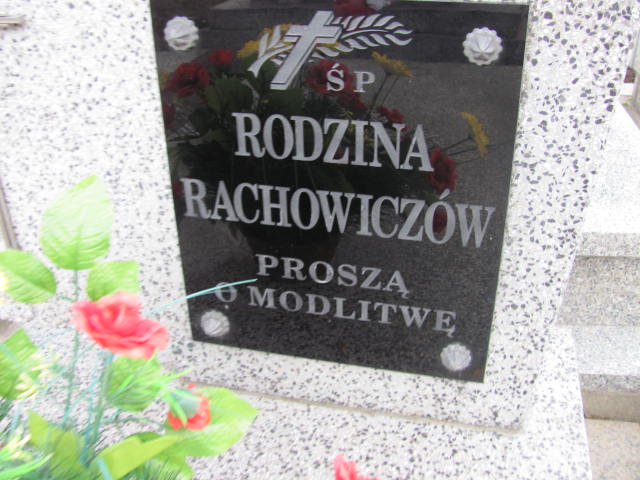 ŚP
RODZINA
RACHOWICZÓW
PROSZĄ
O MODLITWĘ